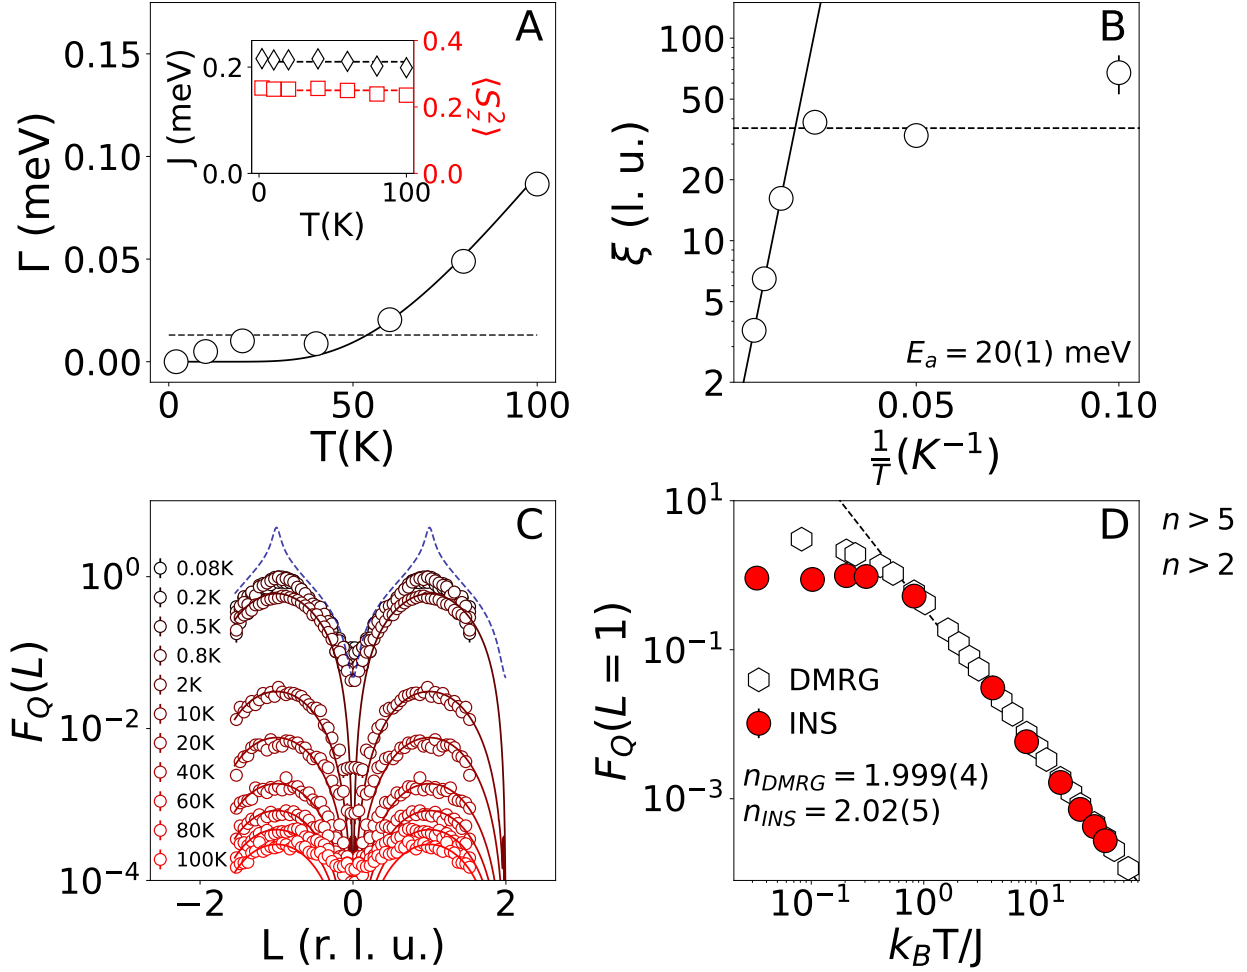 A
Γ (meV)
0.15
0.10
0.05
0.00
0
50
100
T(K)
J (meV)
0.2
0.0
0
100
T(K)
0.4
0.2
0.0
⟨S_z^2⟩
B
ξ (l. u.)
100
50
20
10
5
2
0.05
0.10
E_a = 20(1) meV
1/T (K^{-1})
C
F_Q(L)
10^0
10^{-2}
10^{-4}
0.08K
0.2K
0.5K
0.8K
2K
10K
20K
40K
60K
80K
100K
−2
0
2
L (r. l. u.)
D
F_Q(L = 1)
10^1
10^{-1}
10^{-3}
DMRG
INS
n_{DMRG} = 1.999(4)
n_{INS} = 2.02(5)
10^{-1}
10^0
10^1
k_BT/J
n > 5
n > 2